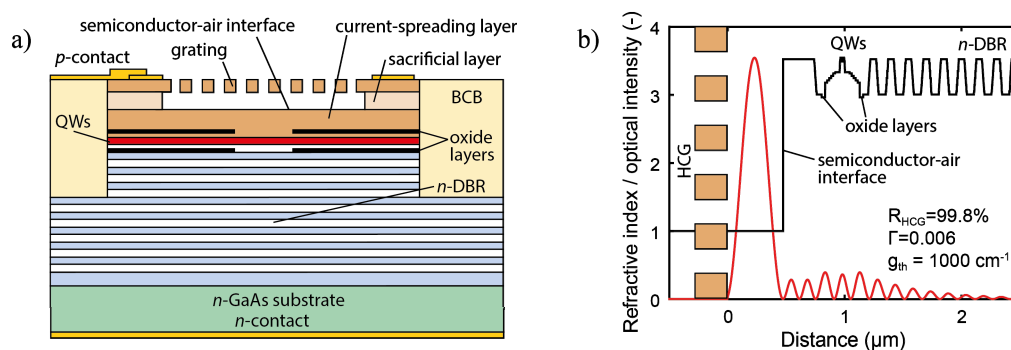 a)
semiconductor-air interface
grating
current-spreading layer
p-contact
sacrificial layer
BCB
QWs
oxide
layers
n-DBR
n-GaAs substrate
n-contact
b)
Refractive index / optical intensity (-)
4
3
2
1
0
HCG
QWs
n-DBR
oxide layers
semiconductor-air
interface
R_HCG=99.8%
Γ=0.006
g_th = 1000 cm⁻¹
0
1
2
Distance (µm)